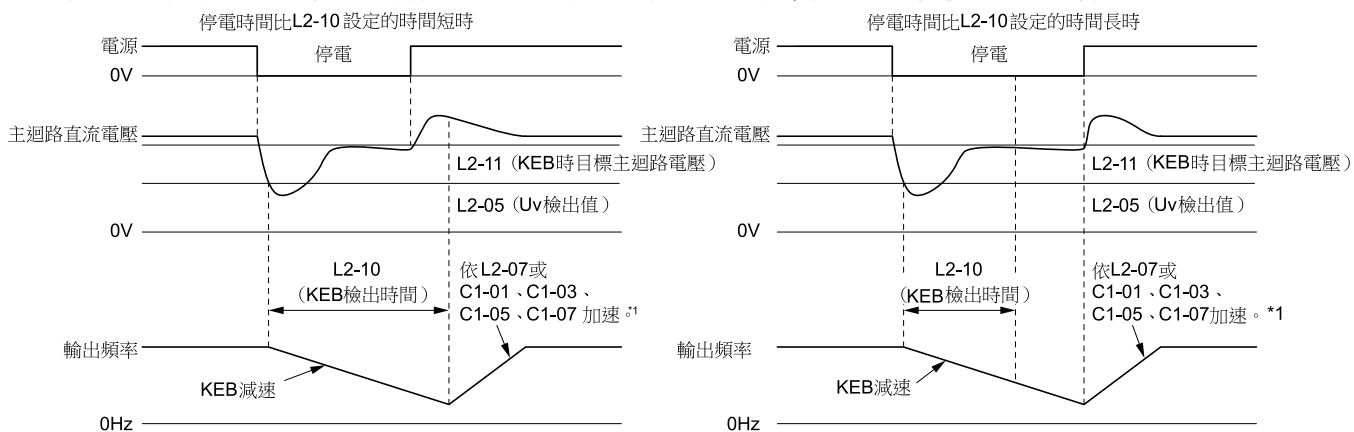 停電時間比L2-10設定的時間短時
電源
停電
0V
主迴路直流電壓
L2-11（KEB時目標主迴路電壓）
L2-05（Uv檢出值）
0V
L2-10
（KEB檢出時間）
依L2-07或
C1-01、C1-03、
C1-05、C1-07 加速。*1
輸出頻率
KEB減速
0Hz
停電時間比L2-10設定的時間長時
電源
停電
0V
主迴路直流電壓
L2-11（KEB時目標主迴路電壓）
L2-05（Uv檢出值）
0V
L2-10
（KEB檢出時間）
依L2-07或
C1-01、C1-03、
C1-05、C1-07加速。*1
輸出頻率
KEB減速
0Hz